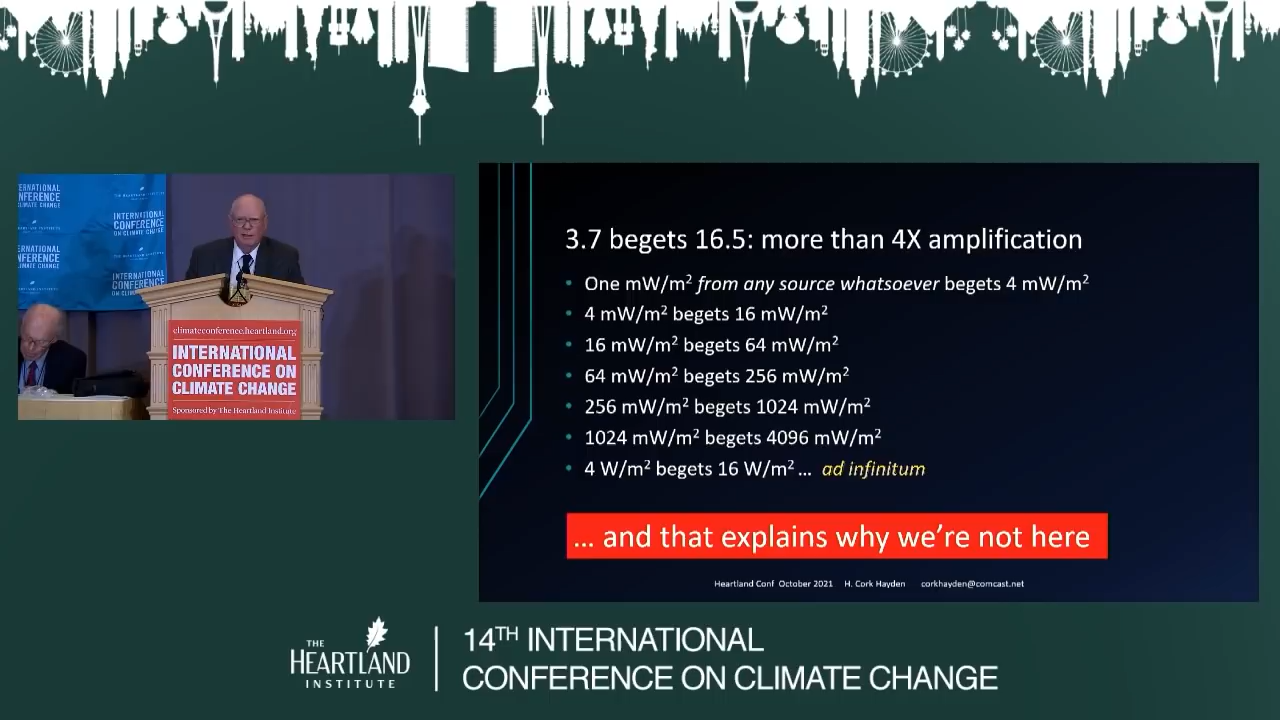 ERNATIONAL
NFERENCE
CLIMATE CHANGE
INTERNATIONAL
CONFERENCE
ON CLIMATE CHANGE
climateconference.heartland.org
INTERNATIONAL
CONFERENCE ON
CLIMATE CHANGE
Sponsored by The Heartland Institute
3.7 begets 16.5: more than 4X amplification
• One mW/m² from any source whatsoever begets 4 mW/m²
• 4 mW/m² begets 16 mW/m²
• 16 mW/m² begets 64 mW/m²
• 64 mW/m² begets 256 mW/m²
• 256 mW/m² begets 1024 mW/m²
• 1024 mW/m² begets 4096 mW/m²
• 4 W/m² begets 16 W/m² ... ad infinitum
... and that explains why we're not here
Heartland Conf October 2021 H. Cork Hayden corkhayden@comcast.net
THE
HEARTLAND
INSTITUTE
14TH INTERNATIONAL
CONFERENCE ON CLIMATE CHANGE